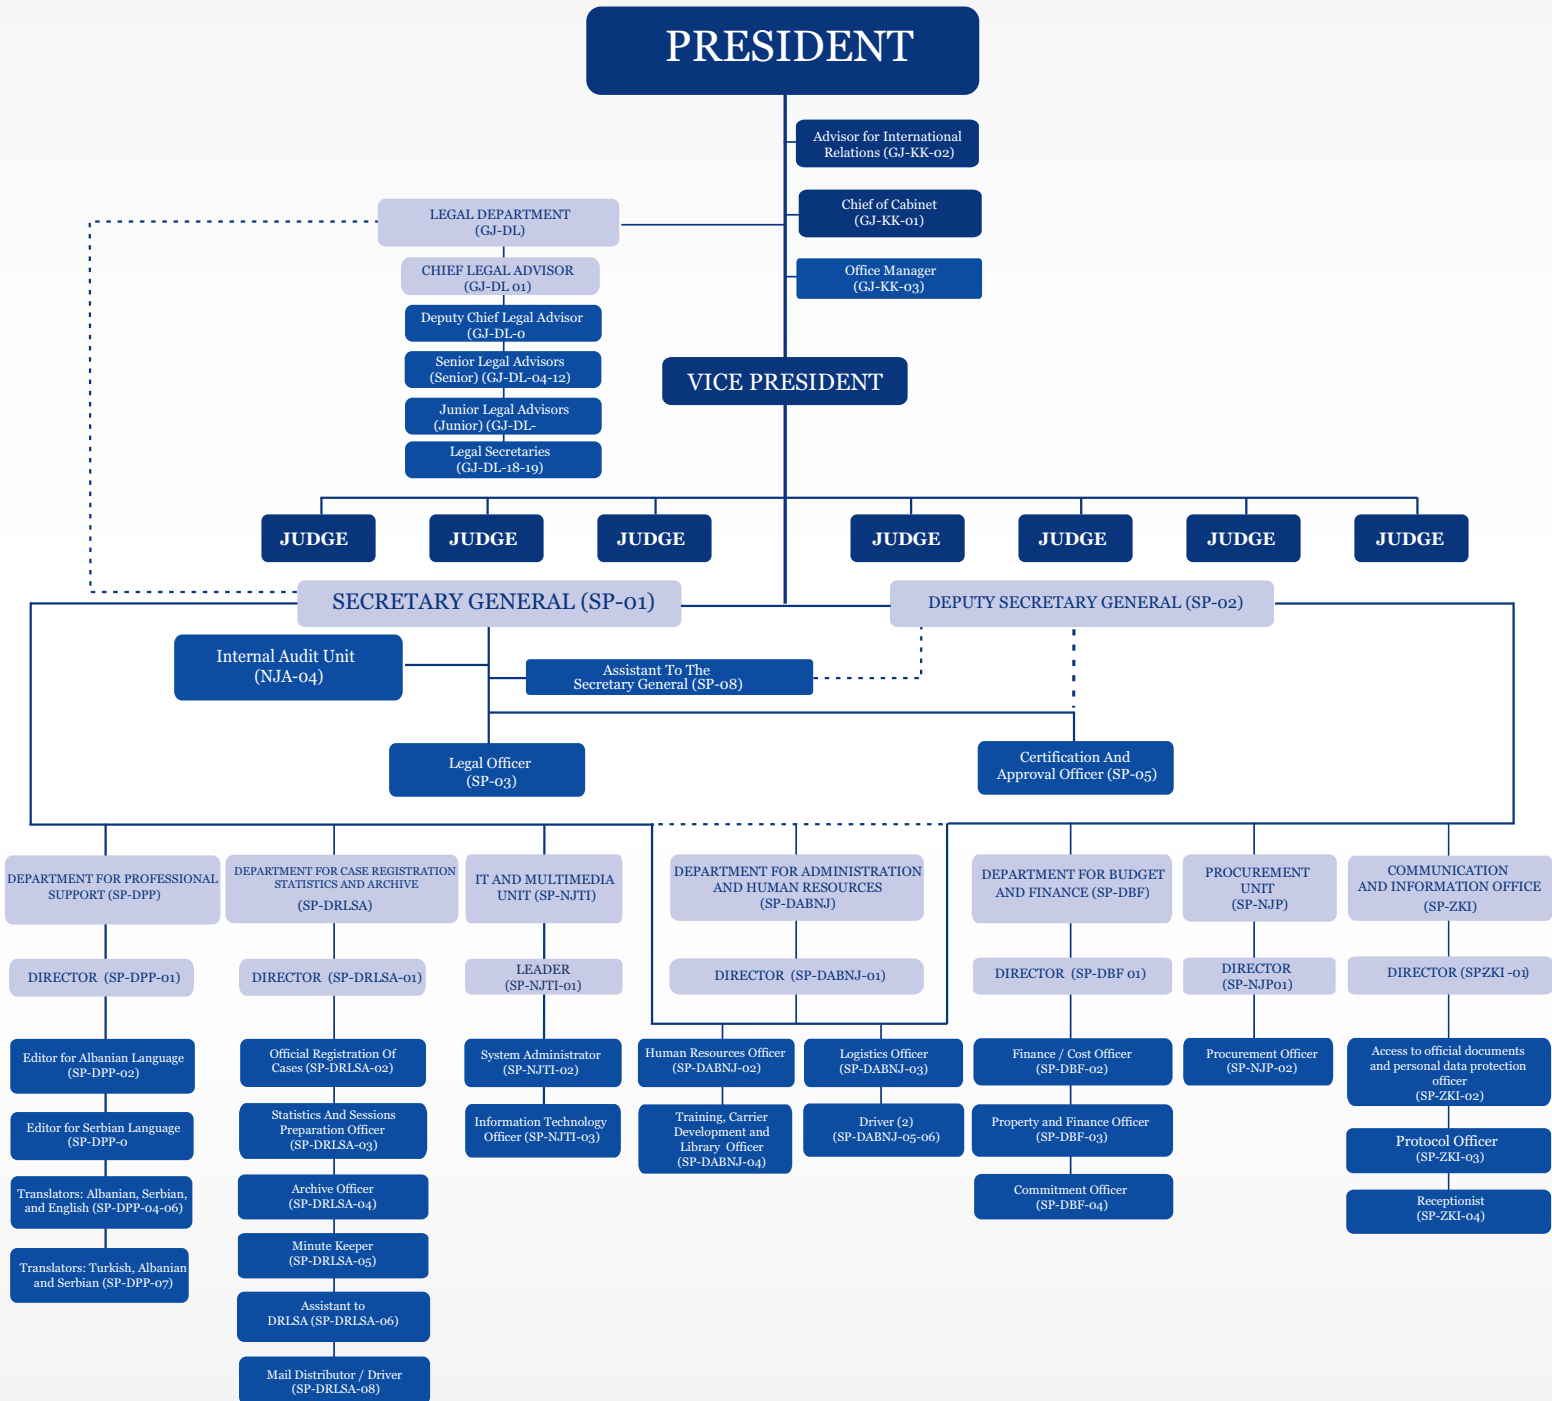 PRESIDENT
Advisor for International
Relations (GJ-KK-02)
Chief of Cabinet
(GJ-KK-01)
Office Manager
(GJ-KK-03)
LEGAL DEPARTMENT
(GJ-DL)
CHIEF LEGAL ADVISOR
(GJ-DL 01)
Deputy Chief Legal Advisor
(GJ-DL-0
Senior Legal Advisors
(Senior) (GJ-DL-04-12)
Junior Legal Advisors
(Junior) (GJ-DL-
Legal Secretaries
(GJ-DL-18-19)
VICE PRESIDENT
JUDGE
JUDGE
JUDGE
JUDGE
JUDGE
JUDGE
JUDGE
SECRETARY GENERAL (SP-01)
DEPUTY SECRETARY GENERAL (SP-02)
Internal Audit Unit
(NJA-04)
Assistant To The
Secretary General (SP-08)
Legal Officer
(SP-03)
Certification And
Approval Officer (SP-05)
DEPARTMENT FOR PROFESSIONAL
SUPPORT (SP-DPP)
DIRECTOR (SP-DPP-01)
Editor for Albanian Language
(SP-DPP-02)
Editor for Serbian Language
(SP-DPP-0
Translators: Albanian, Serbian,
and English (SP-DPP-04-06)
Translators: Turkish, Albanian
and Serbian (SP-DPP-07)
DEPARTMENT FOR CASE REGISTRATION
STATISTICS AND ARCHIVE
(SP-DRLSA)
DIRECTOR (SP-DRLSA-01)
Official Registration Of
Cases (SP-DRLSA-02)
Statistics And Sessions
Preparation Officer
(SP-DRLSA-03)
Archive Officer
(SP-DRLSA-04)
Minute Keeper
(SP-DRLSA-05)
Assistant to
DRLSA (SP-DRLSA-06)
Mail Distributor / Driver
(SP-DRLSA-08)
IT AND MULTIMEDIA
UNIT (SP-NJTI)
LEADER
(SP-NJTI-01)
System Administrator
(SP-NJTI-02)
Information Technology
Officer (SP-NJTI-03)
DEPARTMENT FOR ADMINISTRATION
AND HUMAN RESOURCES
(SP-DABNJ)
DIRECTOR (SP-DABNJ-01)
Human Resources Officer
(SP-DABNJ-02)
Training, Carrier
Development and
Library Officer
(SP-DABNJ-04)
Logistics Officer
(SP-DABNJ-03)
Driver (2)
(SP-DABNJ-05-06)
DEPARTMENT FOR BUDGET
AND FINANCE (SP-DBF)
DIRECTOR (SP-DBF 01)
Finance / Cost Officer
(SP-DBF-02)
Property and Finance Officer
(SP-DBF-03)
Commitment Officer
(SP-DBF-04)
PROCUREMENT
UNIT
(SP-NJP)
DIRECTOR
(SP-NJP01)
Procurement Officer
(SP-NJP-02)
COMMUNICATION
AND INFORMATION OFFICE
(SP-ZKI)
DIRECTOR (SPZKI -01)
Access to official documents
and personal data protection
officer
(SP-ZKI-02)
Protocol Officer
(SP-ZKI-03)
Receptionist
(SP-ZKI-04)